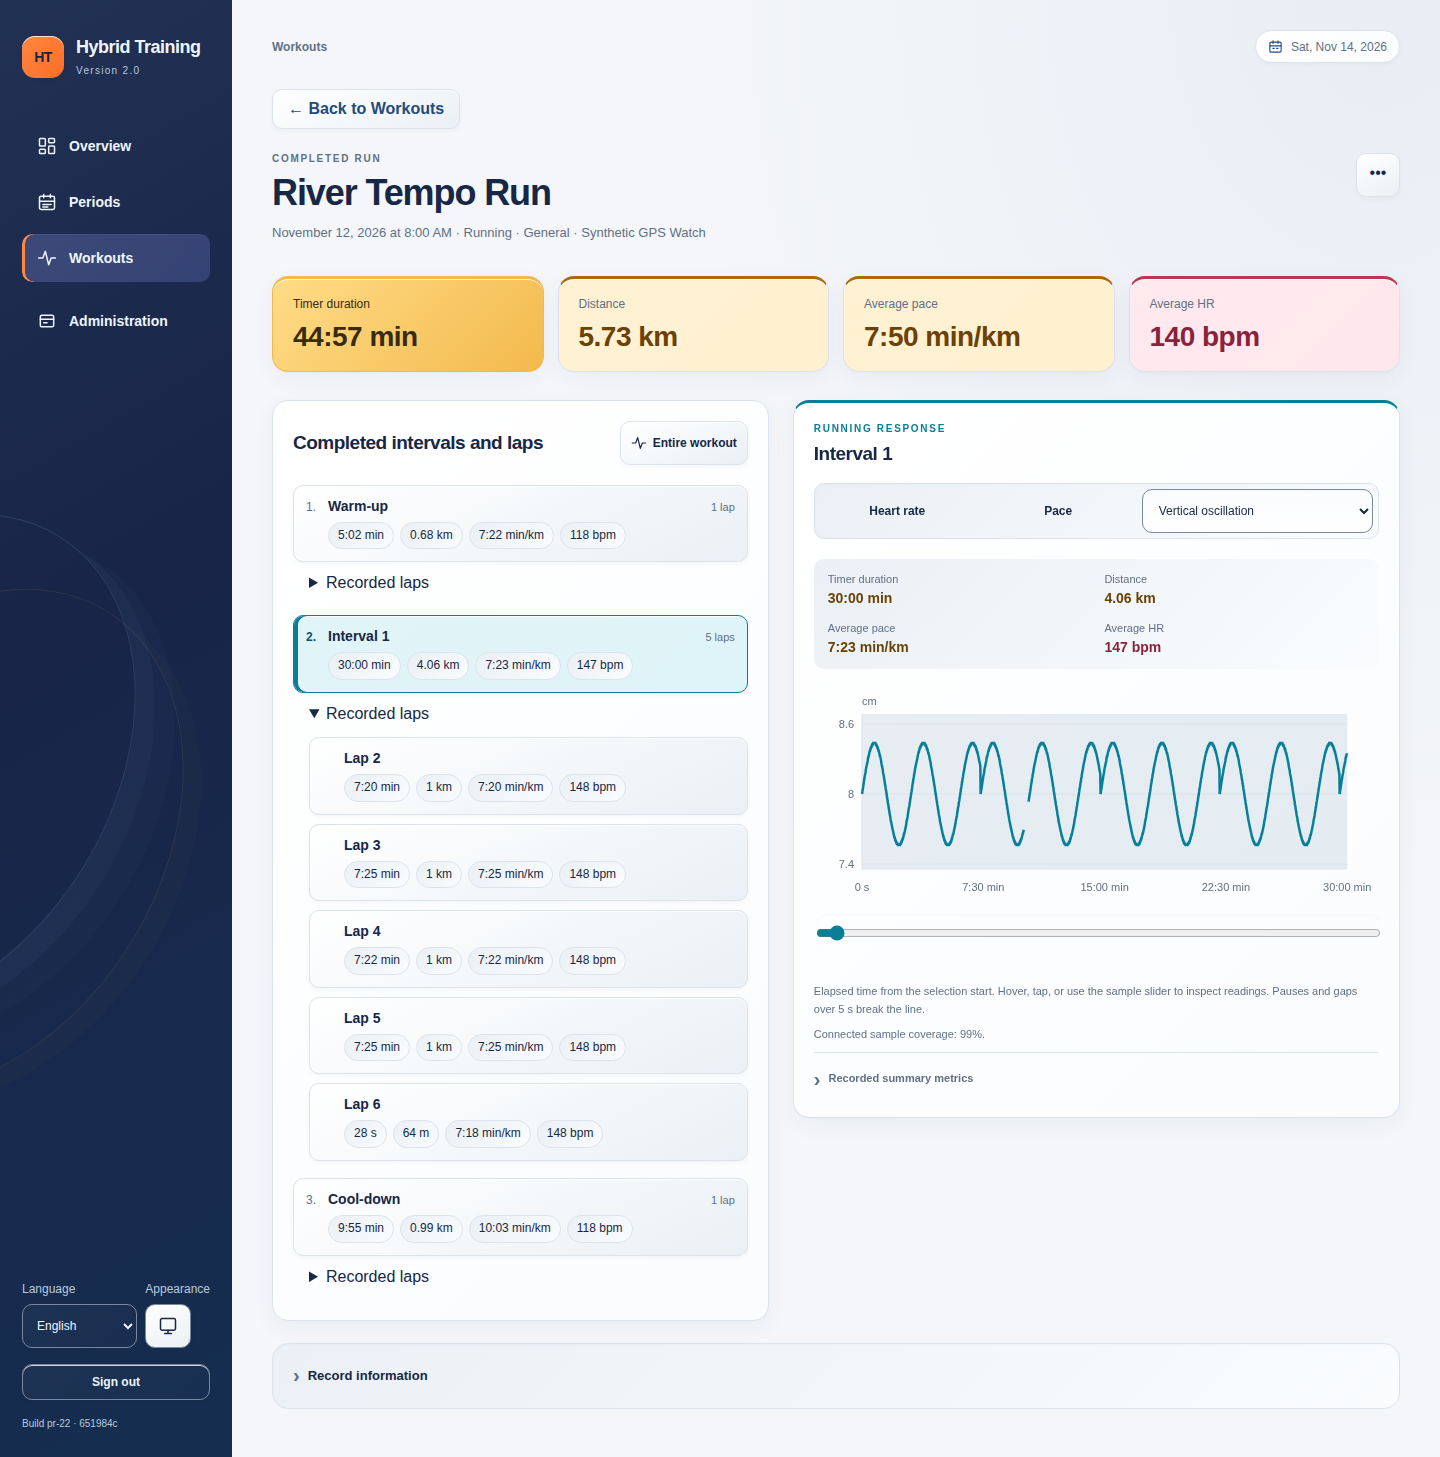 HT
Hybrid Training
Version 2.0
Overview
Periods
Workouts
Administration
Language
Appearance
English
Sign out
Build pr-22 · 651984c
Workouts
Sat, Nov 14, 2026
← Back to Workouts
COMPLETED RUN
River Tempo Run
•••
November 12, 2026 at 8:00 AM · Running · General · Synthetic GPS Watch
Timer duration
44:57 min
Distance
5.73 km
Average pace
7:50 min/km
Average HR
140 bpm
Completed intervals and laps
Entire workout
1. Warm-up 1 lap
5:02 min 0.68 km 7:22 min/km 118 bpm
Recorded laps
2. Interval 1 5 laps
30:00 min 4.06 km 7:23 min/km 147 bpm
Recorded laps
Lap 2
7:20 min 1 km 7:20 min/km 148 bpm
Lap 3
7:25 min 1 km 7:25 min/km 148 bpm
Lap 4
7:22 min 1 km 7:22 min/km 148 bpm
Lap 5
7:25 min 1 km 7:25 min/km 148 bpm
Lap 6
28 s 64 m 7:18 min/km 148 bpm
3. Cool-down 1 lap
9:55 min 0.99 km 10:03 min/km 118 bpm
Recorded laps
RUNNING RESPONSE
Interval 1
Heart rate Pace Vertical oscillation
Timer duration
30:00 min
Distance
4.06 km
Average pace
7:23 min/km
Average HR
147 bpm
cm
8.6
8
7.4
0 s 7:30 min 15:00 min 22:30 min 30:00 min
Elapsed time from the selection start. Hover, tap, or use the sample slider to inspect readings. Pauses and gaps
over 5 s break the line.
Connected sample coverage: 99%.
› Recorded summary metrics
› Record information